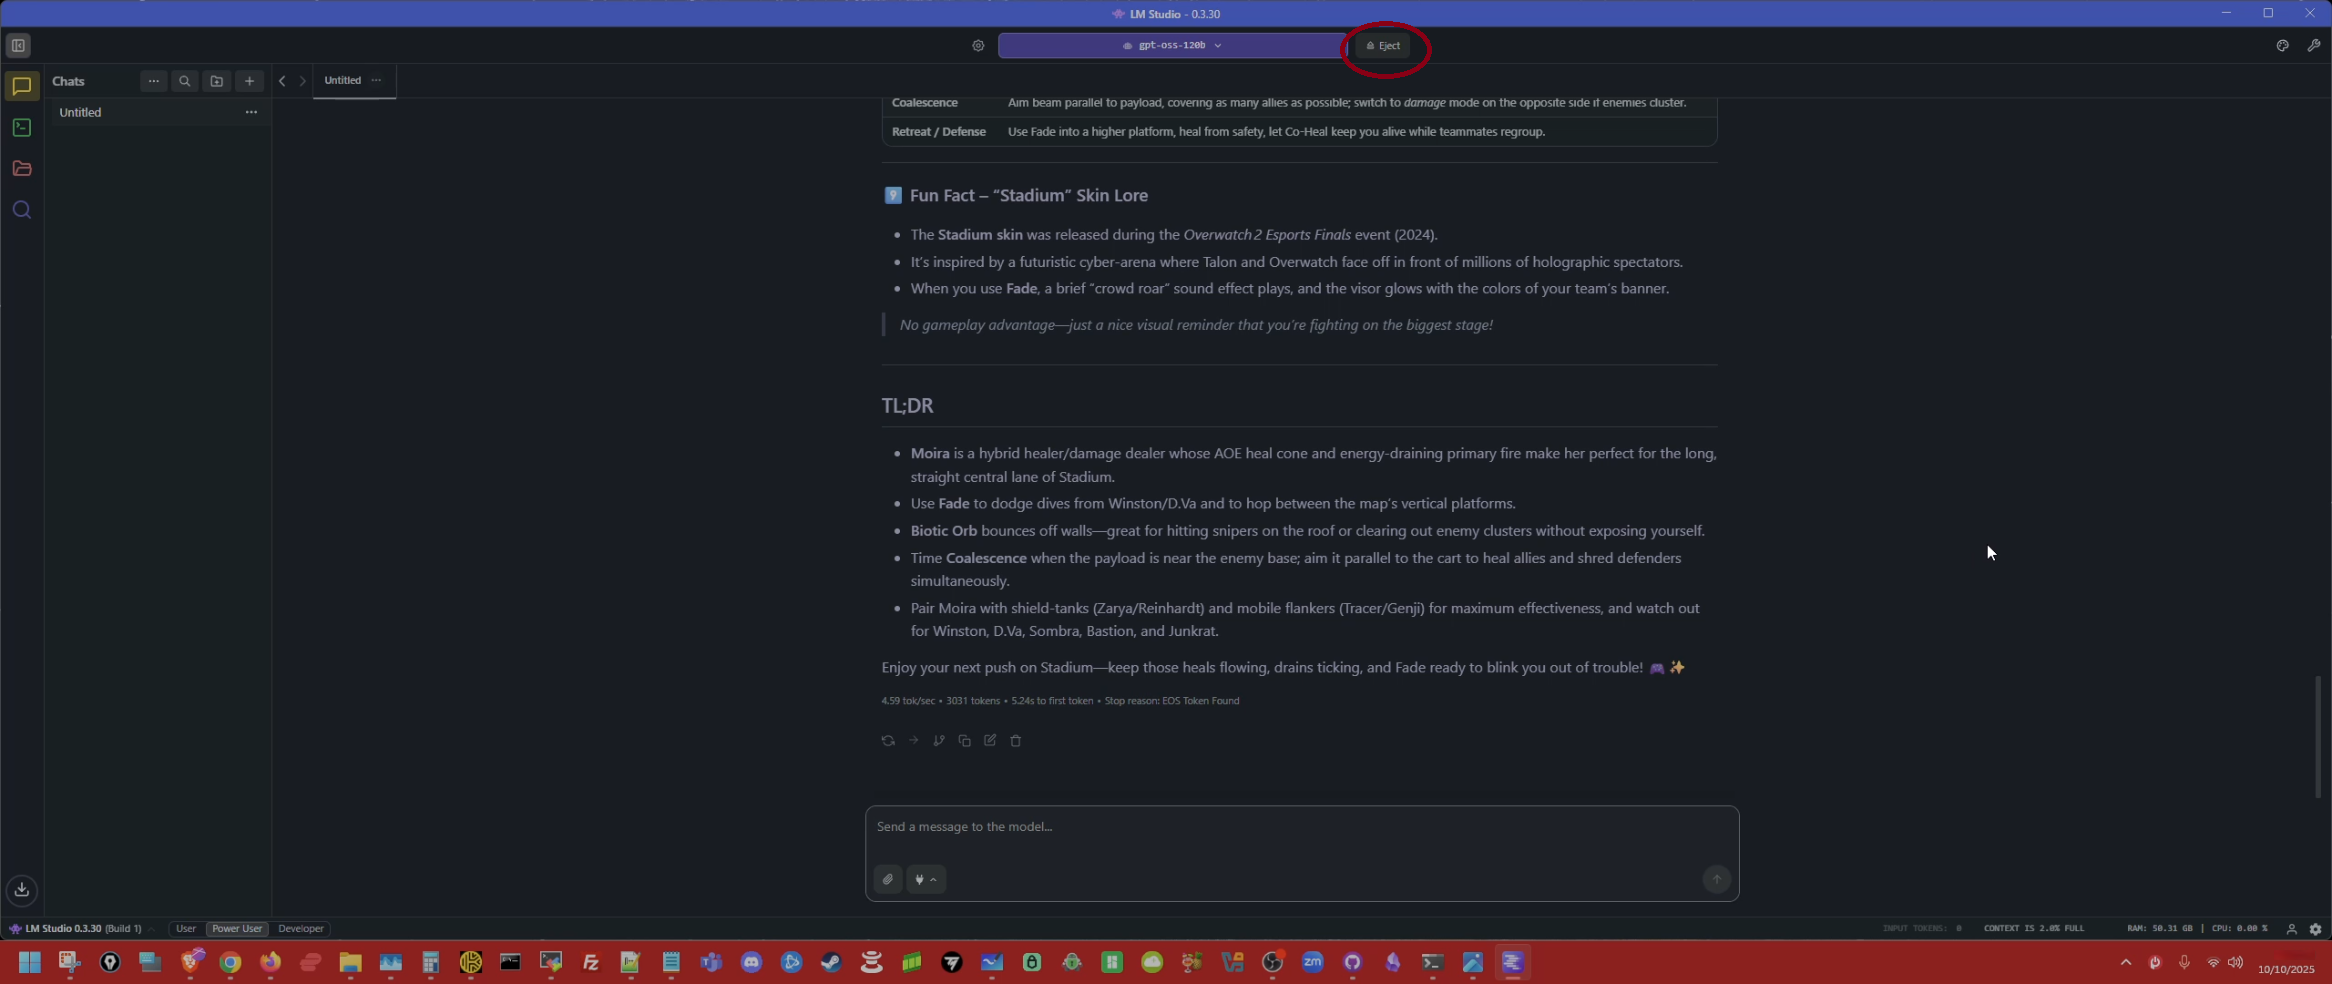 LM Studio - 0.3.30
gpt-oss-120b
Eject
Chats
Untitled
Untitled
Coalescence Aim beam parallel to payload, covering as many allies as possible; switch to damage mode on the opposite side if enemies cluster.
Retreat / Defense Use Fade into a higher platform, heal from safety, let Co-Heal keep you alive while teammates regroup.
9 Fun Fact – “Stadium” Skin Lore
• The Stadium skin was released during the Overwatch 2 Esports Finals event (2024).
• It's inspired by a futuristic cyber-arena where Talon and Overwatch face off in front of millions of holographic spectators.
• When you use Fade, a brief “crowd roar” sound effect plays, and the visor glows with the colors of your team's banner.
No gameplay advantage—just a nice visual reminder that you're fighting on the biggest stage!
TL;DR
• Moira is a hybrid healer/damage dealer whose AOE heal cone and energy-draining primary fire make her perfect for the long,
straight central lane of Stadium.
• Use Fade to dodge dives from Winston/D.Va and to hop between the map's vertical platforms.
• Biotic Orb bounces off walls—great for hitting snipers on the roof or clearing out enemy clusters without exposing yourself.
• Time Coalescence when the payload is near the enemy base; aim it parallel to the cart to heal allies and shred defenders
simultaneously.
• Pair Moira with shield-tanks (Zarya/Reinhardt) and mobile flankers (Tracer/Genji) for maximum effectiveness, and watch out
for Winston, D.Va, Sombra, Bastion, and Junkrat.
Enjoy your next push on Stadium—keep those heals flowing, drains ticking, and Fade ready to blink you out of trouble! 🎮✨
4.59 tok/sec • 3031 tokens • 5.24s to first token • Stop reason: EOS Token Found
Send a message to the model...
LM Studio 0.3.30 (Build 1) User Power User Developer
INPUT TOKENS: 0 CONTEXT IS 2.0% FULL RAM: 50.31 GB | CPU: 0.00 %
Fz
zm
10/10/2025